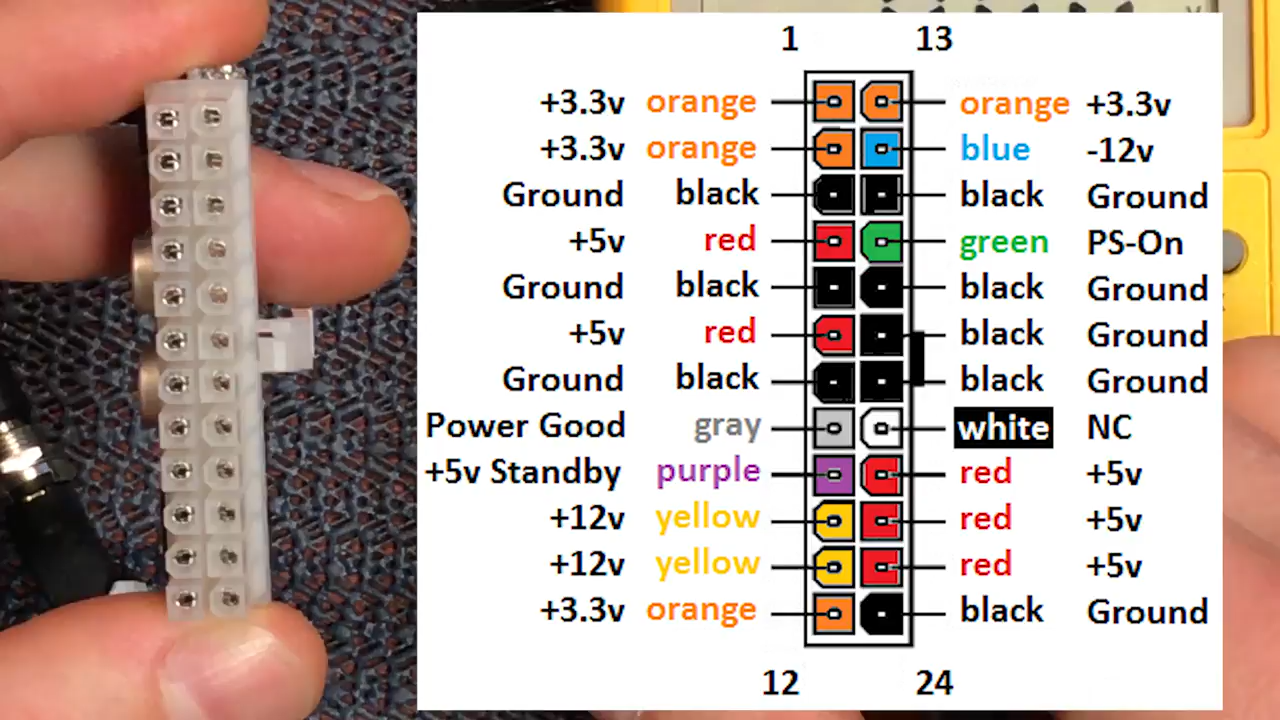 1 13
+3.3v orange orange +3.3v
+3.3v orange blue -12v
Ground black black Ground
+5v red green PS-On
Ground black black Ground
+5v red black Ground
Ground black black Ground
Power Good gray white NC
+5v Standby purple red +5v
+12v yellow red +5v
+12v yellow red +5v
+3.3v orange black Ground
12 24